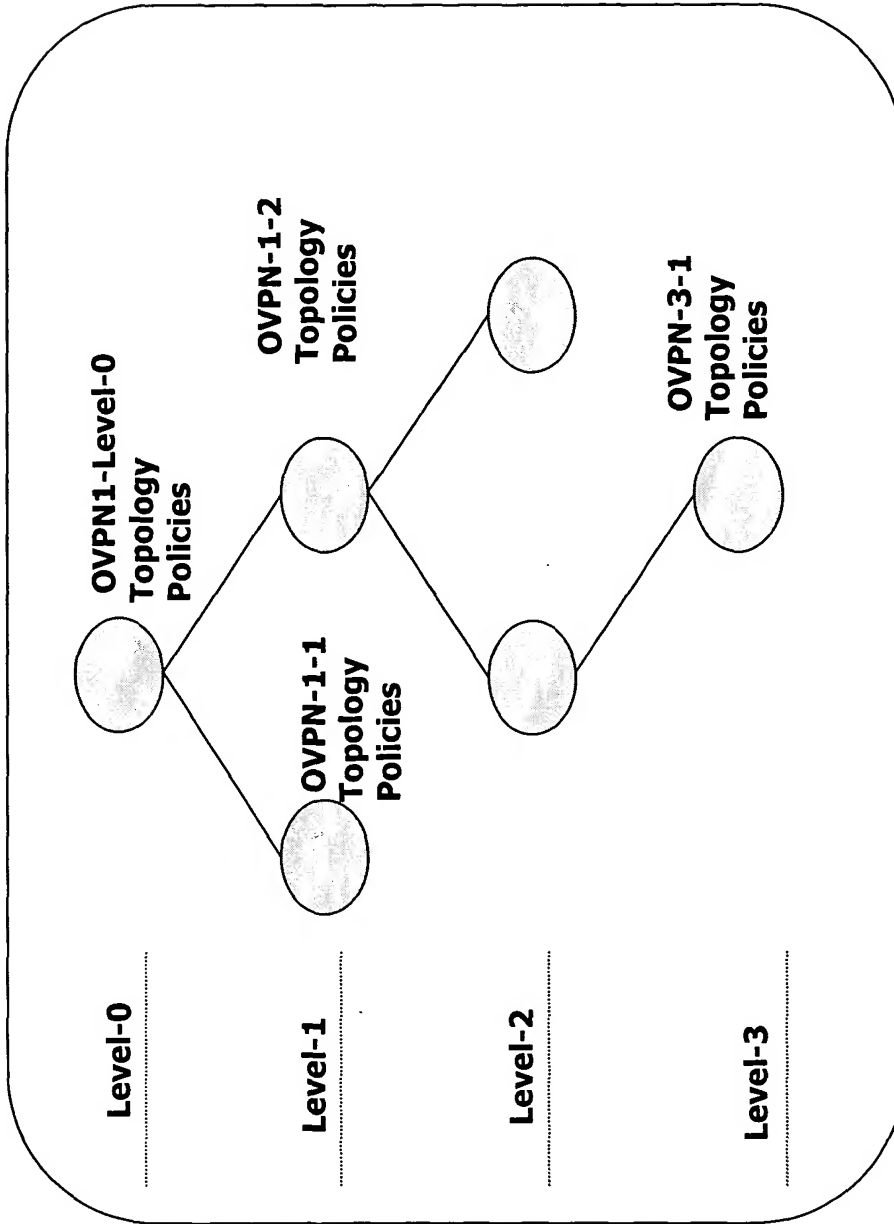 Level-0
OVPN1-Level-0
Topology
Policies
Level-1
OVPN-1-1
Topology
Policies
OVPN-1-2
Topology
Policies
Level-2
Level-3
OVPN-3-1
Topology
Policies